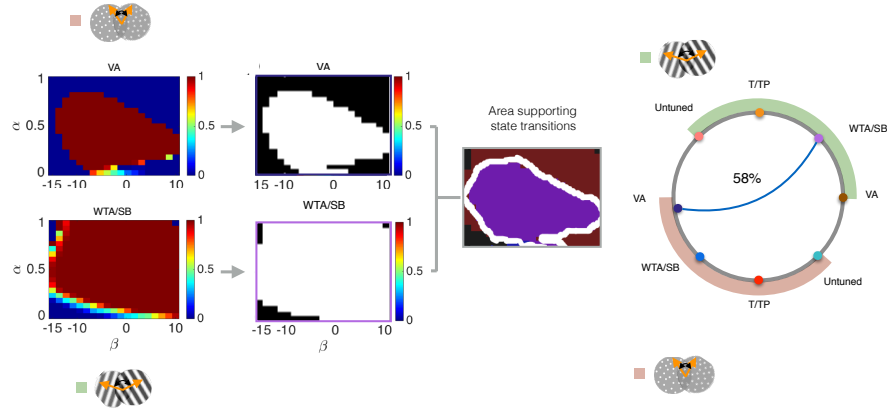 VA
1
0.5
0
α
-15 -10 0 10
1
0.5
0
VA
-15 -10 0 10
1
0.5
0
WTA/SB
1
0.5
0
α
-15 -10 0 10
β
1
0.5
0
WTA/SB
-15 -10 0 10
β
1
0.5
0
Area supporting
state transitions
T/TP
Untuned
WTA/SB
58%
VA
VA
WTA/SB
Untuned
T/TP